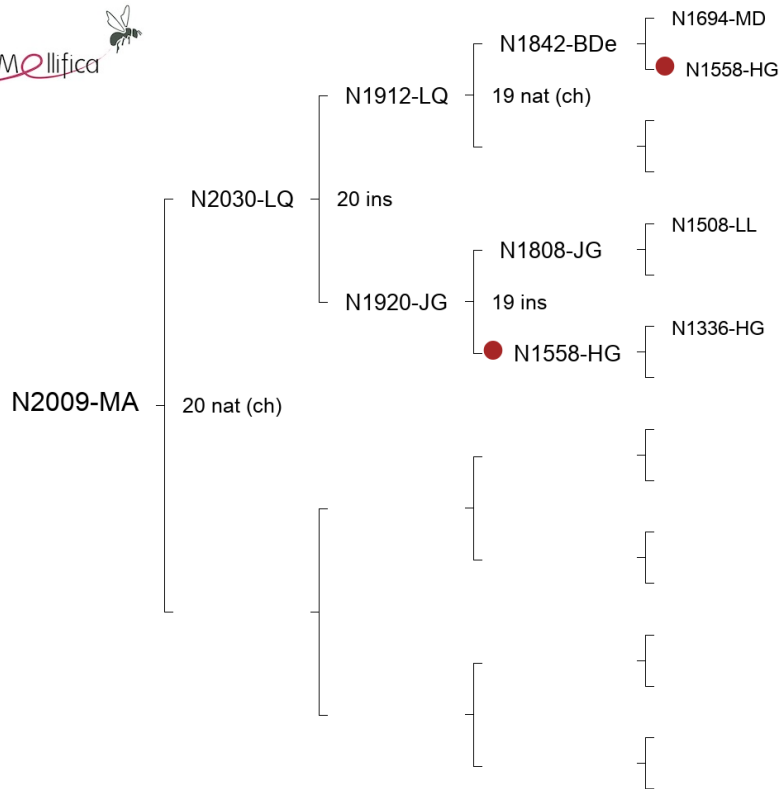 Mellifica
N1694-MD
N1842-BDe
N1558-HG
N1912-LQ
19 nat (ch)
N2030-LQ
20 ins
N1508-LL
N1808-JG
N1920-JG
19 ins
N1336-HG
N1558-HG
N2009-MA
20 nat (ch)